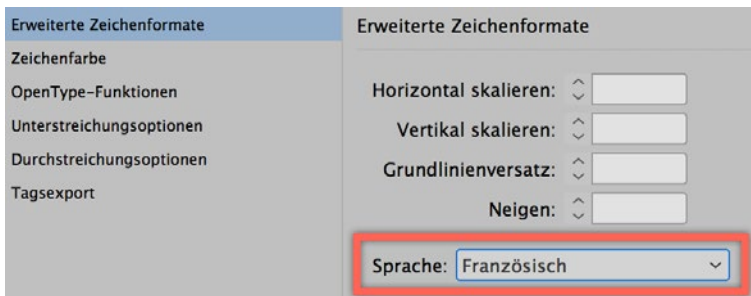 Erweiterte Zeichenformate
Zeichenfarbe
OpenType-Funktionen
Unterstreichungsoptionen
Durchstreichungsoptionen
Tagsexport
Erweiterte Zeichenformate
Horizontal skalieren:
Vertikal skalieren:
Grundlinienversatz:
Neigen:
Sprache: Französisch